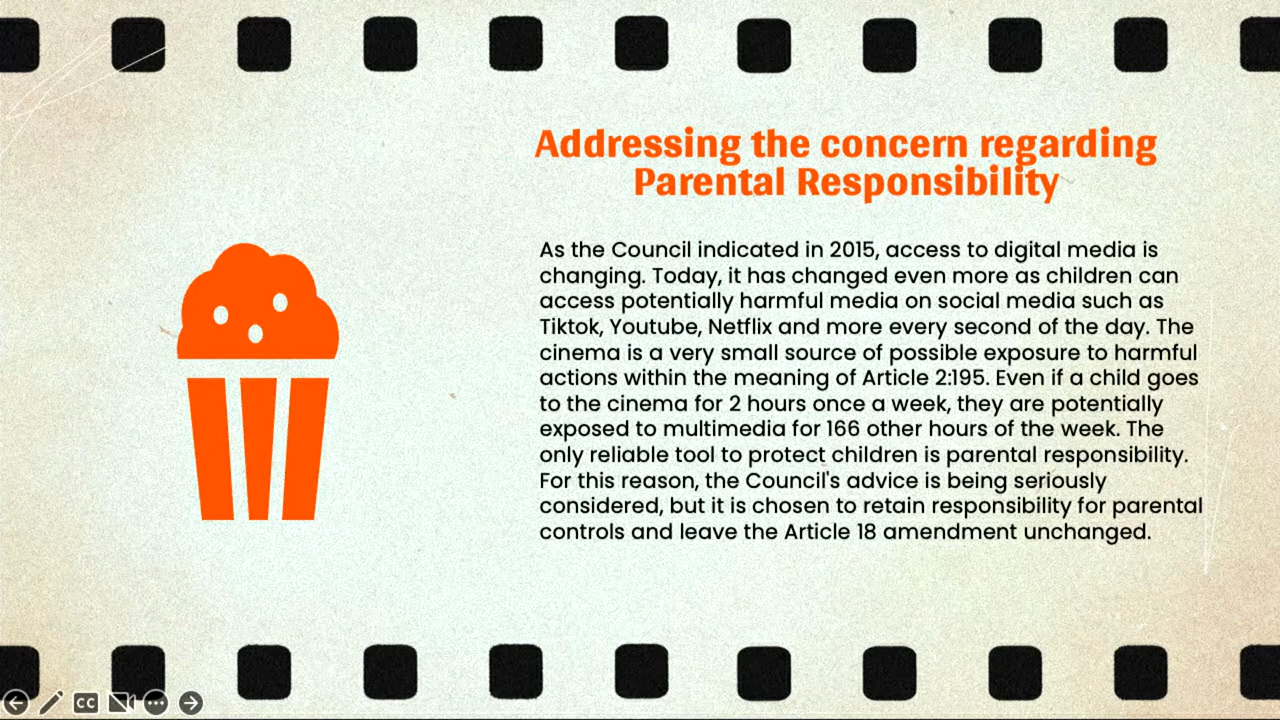 Addressing the concern regarding
Parental Responsibility
As the Council indicated in 2015, access to digital media is
changing. Today, it has changed even more as children can
access potentially harmful media on social media such as
Tiktok, Youtube, Netflix and more every second of the day. The
cinema is a very small source of possible exposure to harmful
actions within the meaning of Article 2:195. Even if a child goes
to the cinema for 2 hours once a week, they are potentially
exposed to multimedia for 166 other hours of the week. The
only reliable tool to protect children is parental responsibility.
For this reason, the Council's advice is being seriously
considered, but it is chosen to retain responsibility for parental
controls and leave the Article 18 amendment unchanged.
CC